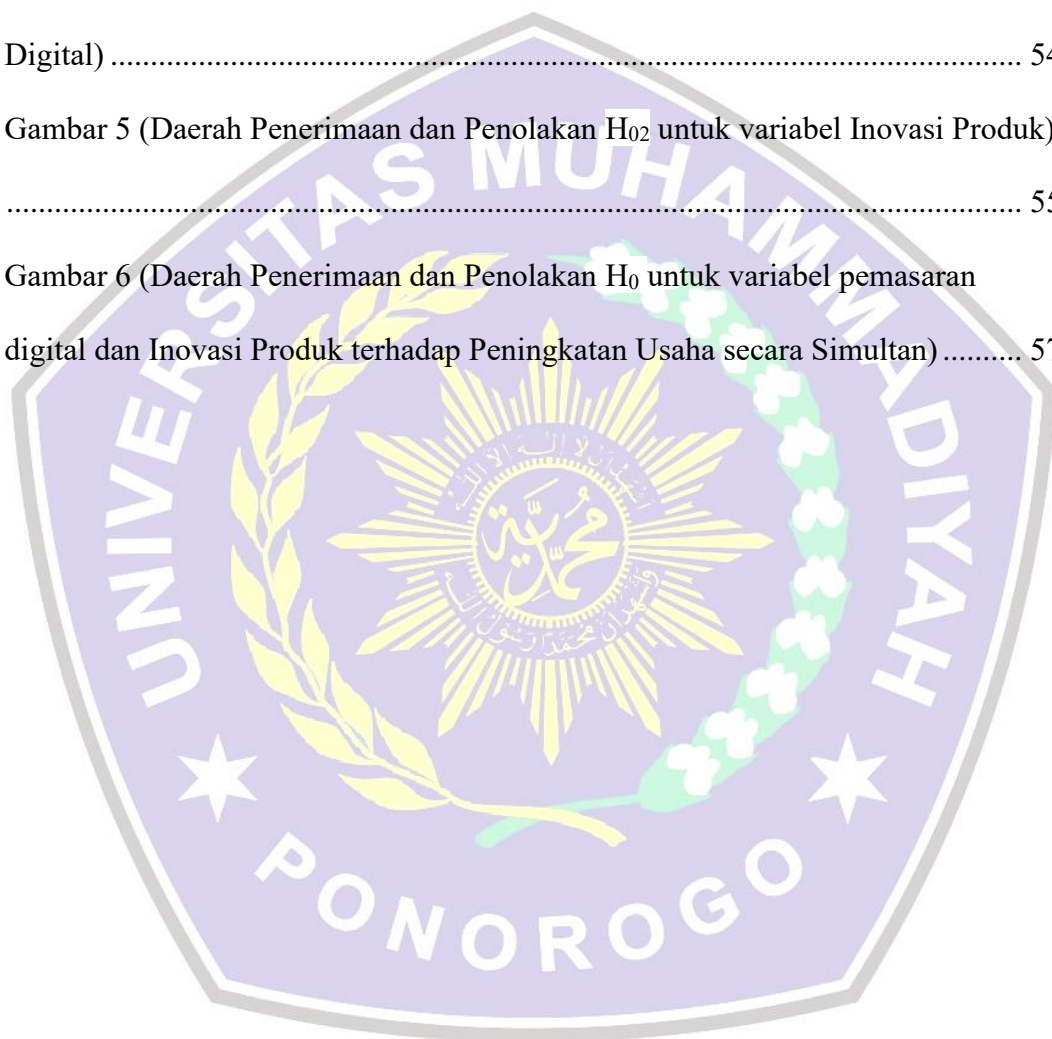 Digital) ................................................................................................... 54
Gambar 5 (Daerah Penerimaan dan Penolakan H₀₂ untuk variabel Inovasi Produk)
............................................................................................................... 55
Gambar 6 (Daerah Penerimaan dan Penolakan H₀ untuk variabel pemasaran
digital dan Inovasi Produk terhadap Peningkatan Usaha secara Simultan) .......... 57
UNIVERSITAS MUHAMMADIYAH
PONOROGO
محمدية